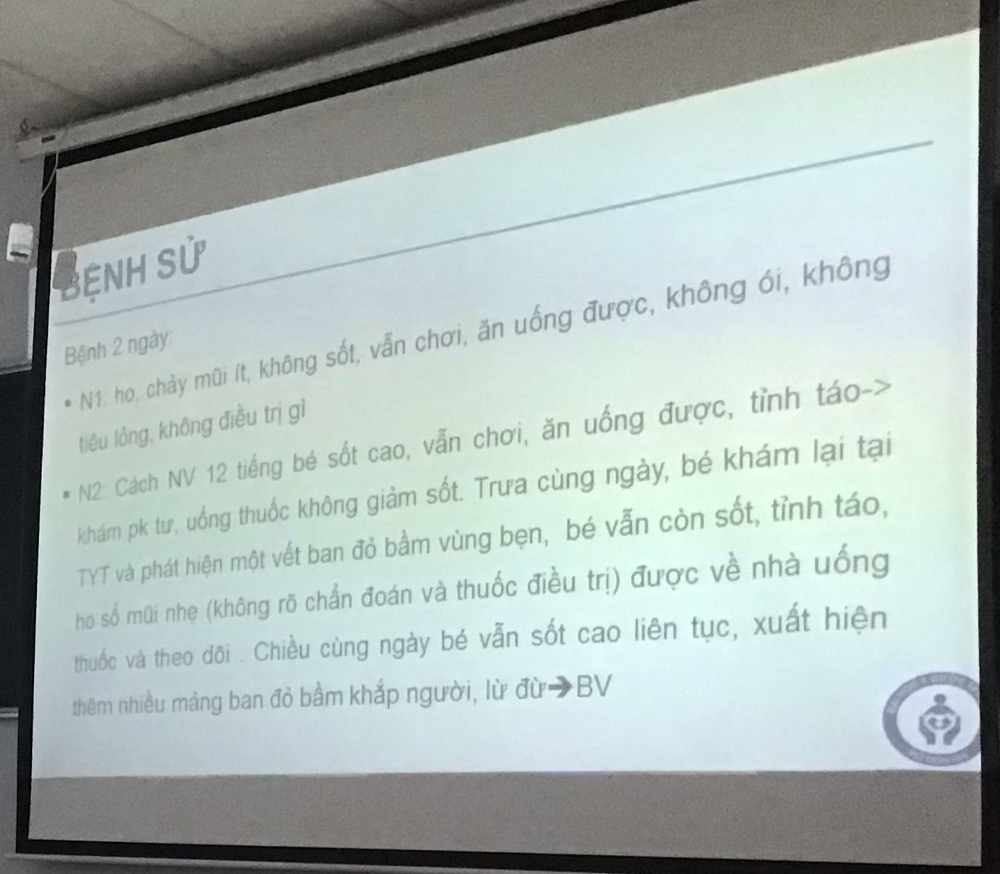 BỆNH SỬ
Bệnh 2 ngày:
▪ N1: ho, chảy mũi ít, không sốt, vẫn chơi, ăn uống được, không ói, không
tiêu lỏng, không điều trị gì
▪ N2: Cách NV 12 tiếng bé sốt cao, vẫn chơi, ăn uống được, tỉnh táo->
khám pk tư, uống thuốc không giảm sốt. Trưa cùng ngày, bé khám lại tại
TYT và phát hiện một vết ban đỏ bầm vùng bẹn, bé vẫn còn sốt, tỉnh táo,
ho sổ mũi nhẹ (không rõ chẩn đoán và thuốc điều trị) được về nhà uống
thuốc và theo dõi . Chiều cùng ngày bé vẫn sốt cao liên tục, xuất hiện
thêm nhiều mảng ban đỏ bầm khắp người, lừ đừ➔BV